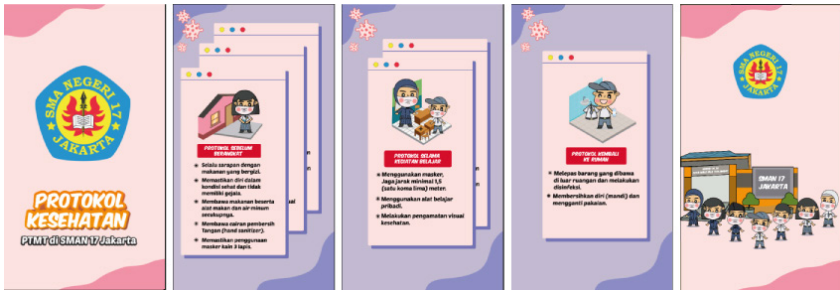 SMA NEGERI 17
JAKARTA
PROTOKOL
KESEHATAN
PTMT di SMAN 17 Jakarta
PROTOKOL SEBELUM
BERANGKAT
Selalu sarapan dengan
makanan yang bergizi.
Memastikan diri dalam
kondisi sehat dan tidak
memiliki gejala.
Membawa makanan beserta
alat makan dan air minum
secukupnya.
Membawa cairan pembersih
Tangan (hand sanitizer).
Memastikan penggunaan
masker kain 3 lapis.
PROTOKOL SELAMA
KEGIATAN BELAJAR
Menggunakan masker,
Jaga jarak minimal 1,5
(satu koma lima) meter.
Menggunakan alat belajar
pribadi.
Melakukan pengamatan visual
kesehatan.
PROTOKOL KEMBALI
KE RUMAH
Melepas barang yang dibawa
di luar ruangan dan melakukan
disinfeksi.
Membersihkan diri (mandi) dan
mengganti pakaian.
SMA NEGERI 17
JAKARTA
SMAN 17
JAKARTA